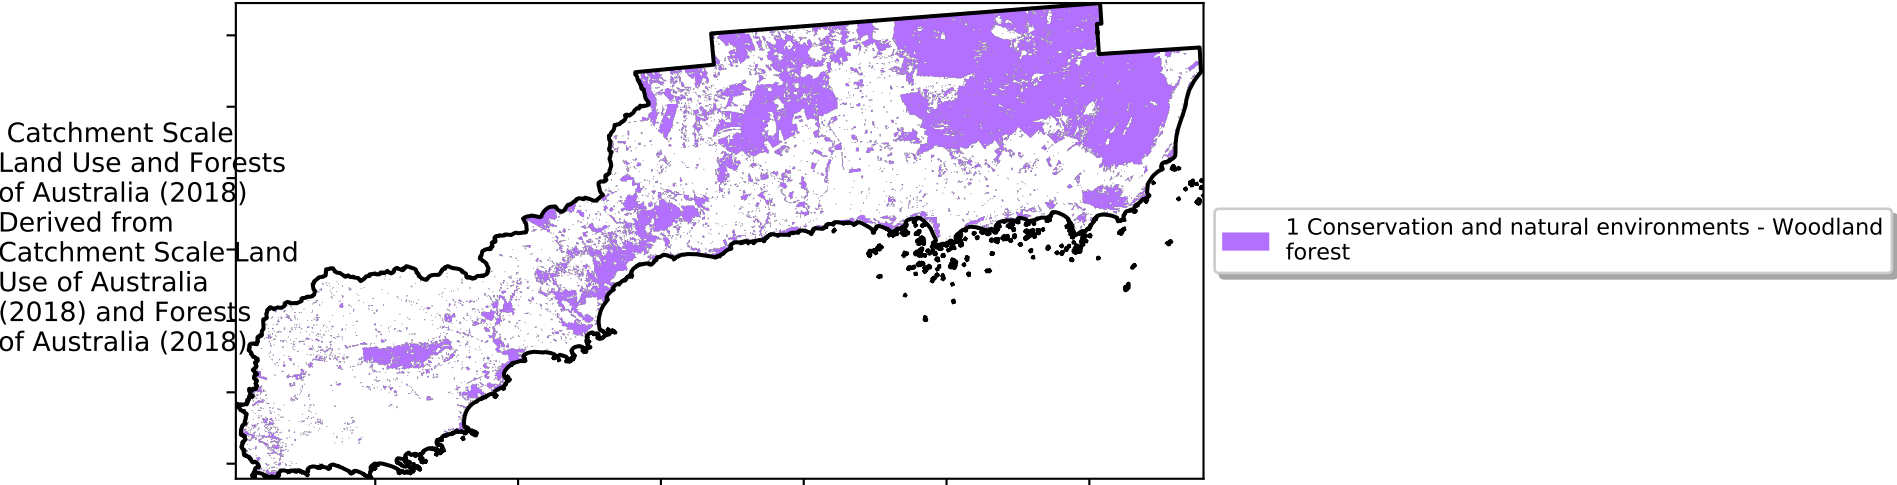 Catchment Scale
Land Use and Forests
of Australia (2018)
Derived from
Catchment Scale Land
Use of Australia
(2018) and Forests
of Australia (2018)
1 Conservation and natural environments - Woodland
forest